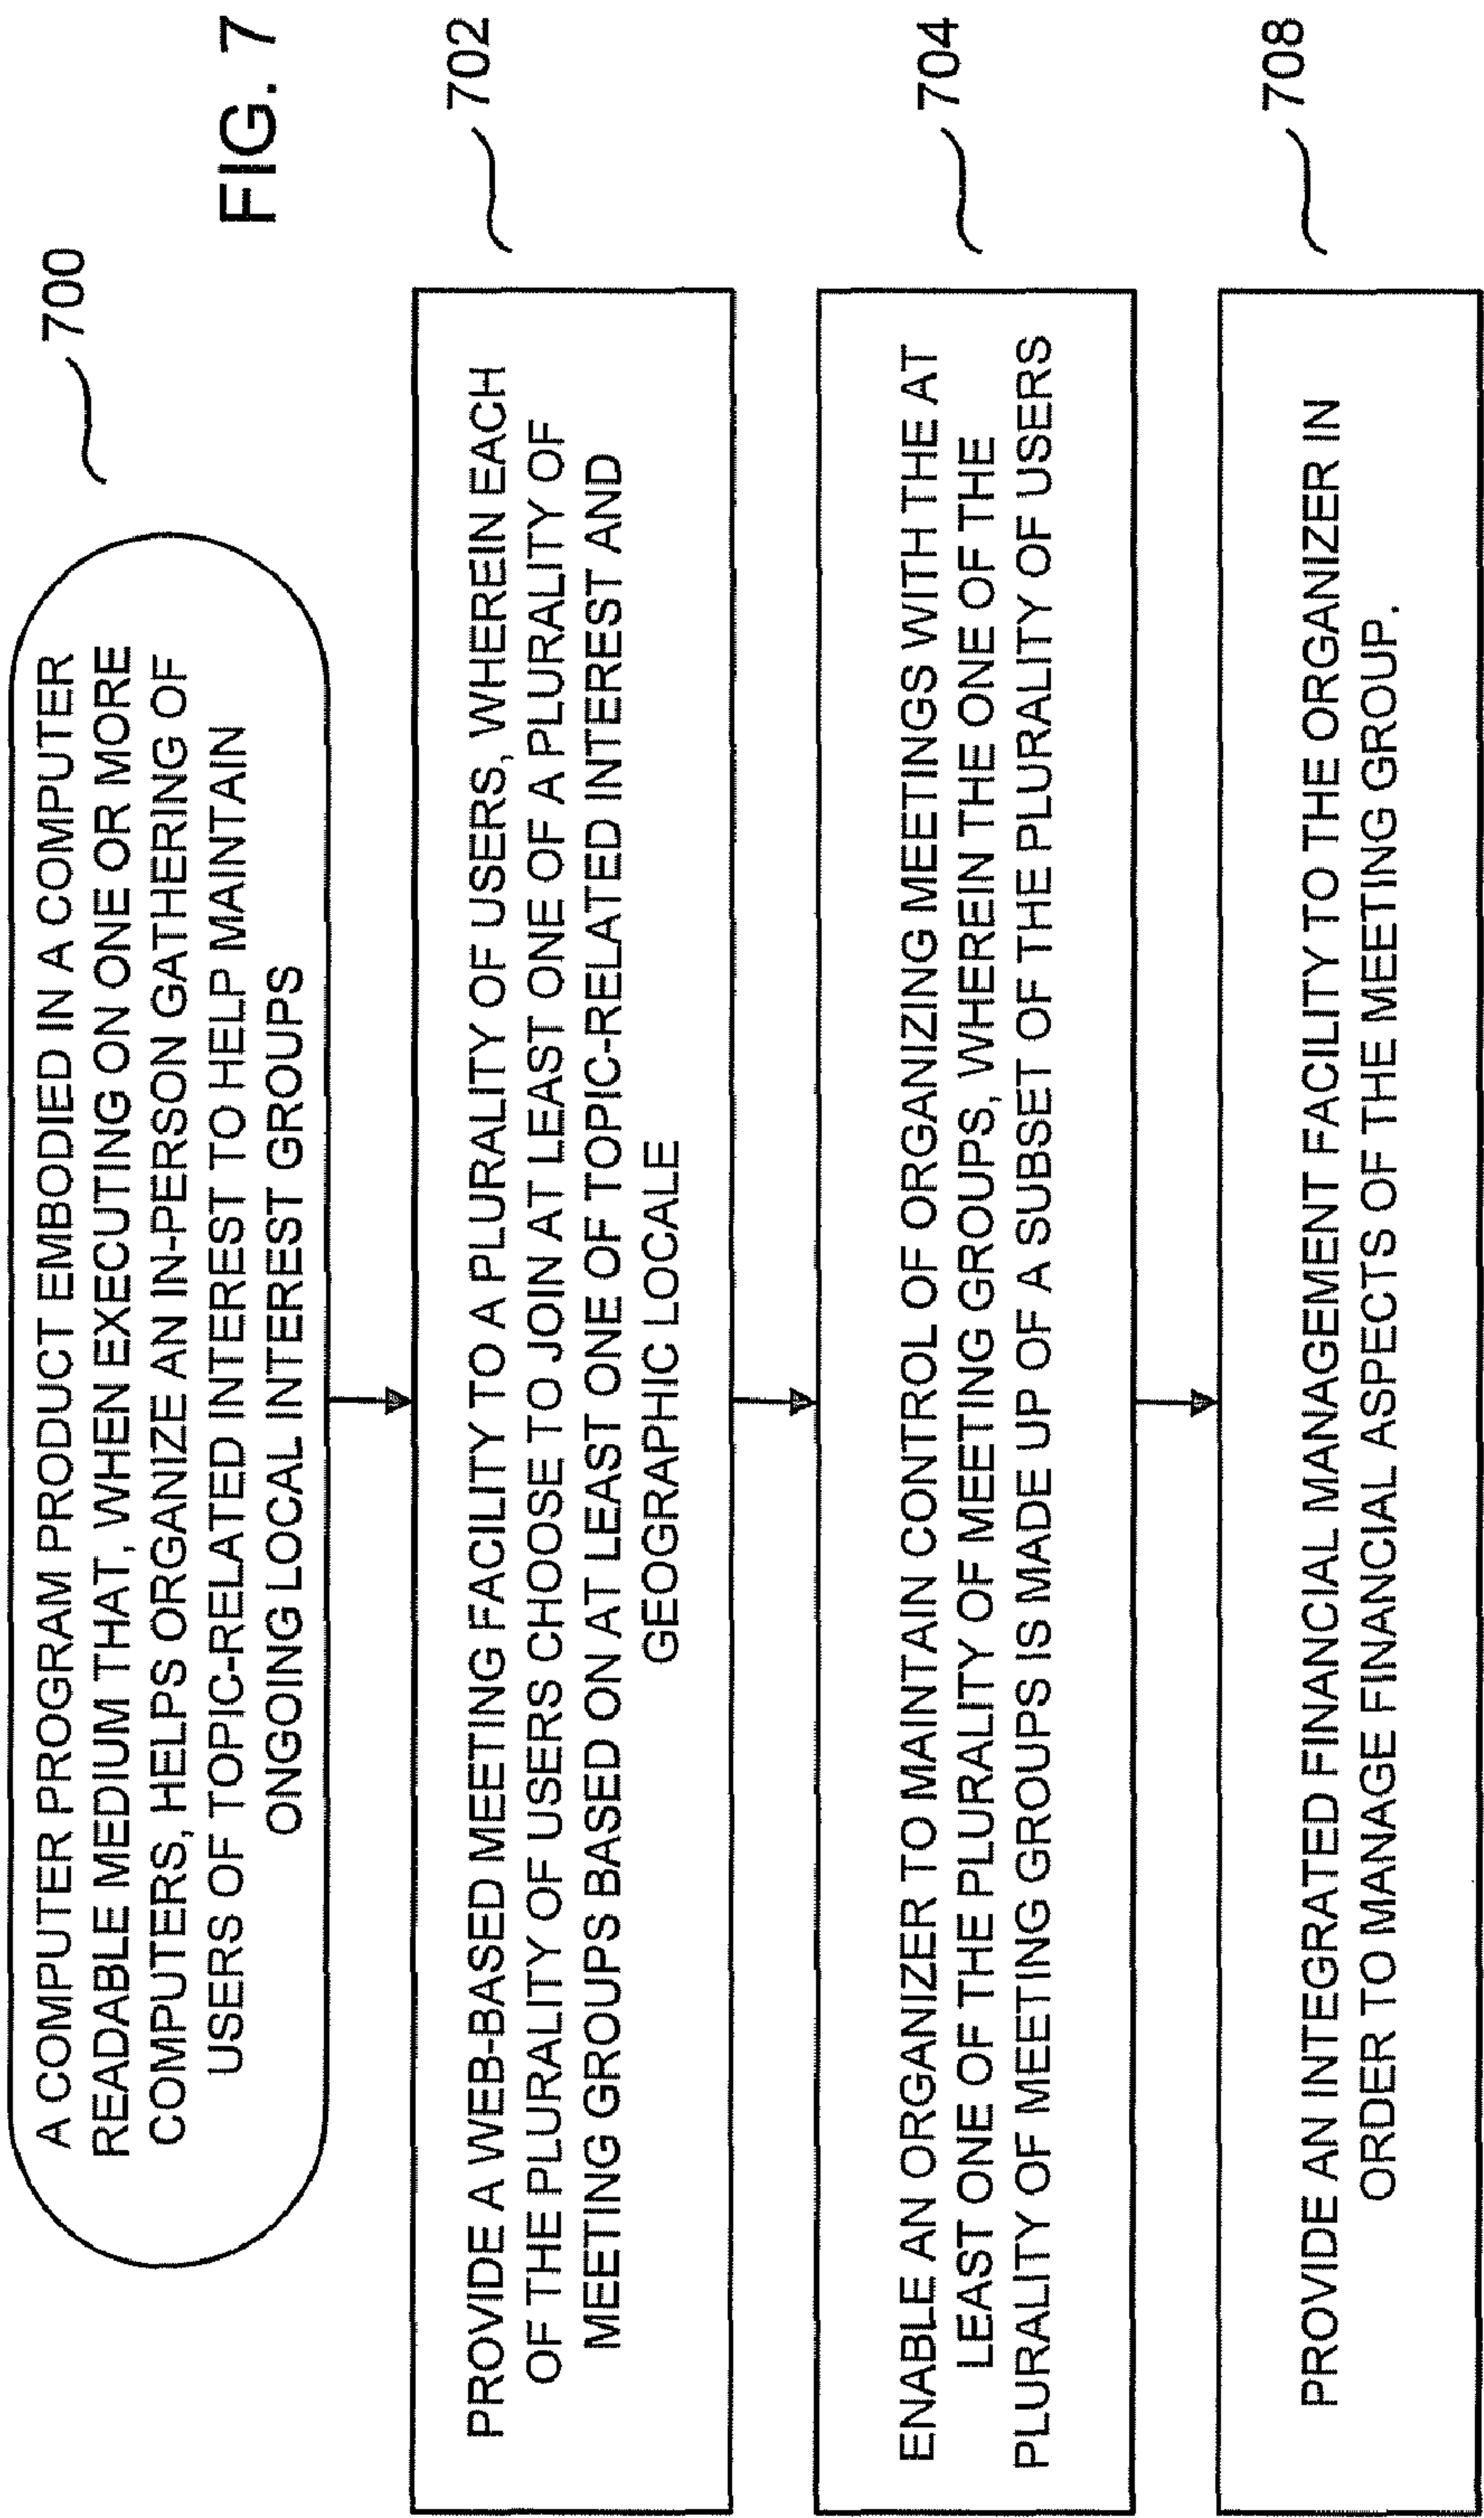 FIG. 7
700
A COMPUTER PROGRAM PRODUCT EMBODIED IN A COMPUTER
READABLE MEDIUM THAT, WHEN EXECUTING ON ONE OR MORE
COMPUTERS, HELPS ORGANIZE AN IN-PERSON GATHERING OF
USERS OF TOPIC-RELATED INTEREST TO HELP MAINTAIN
ONGOING LOCAL INTEREST GROUPS
702
PROVIDE A WEB-BASED MEETING FACILITY TO A PLURALITY OF USERS, WHEREIN EACH
OF THE PLURALITY OF USERS CHOOSE TO JOIN AT LEAST ONE OF A PLURALITY OF
MEETING GROUPS BASED ON AT LEAST ONE OF TOPIC-RELATED INTEREST AND
GEOGRAPHIC LOCALE
704
ENABLE AN ORGANIZER TO MAINTAIN CONTROL OF ORGANIZING MEETINGS WITH THE AT
LEAST ONE OF THE PLURALITY OF MEETING GROUPS, WHEREIN THE ONE OF THE
PLURALITY OF MEETING GROUPS IS MADE UP OF A SUBSET OF THE PLURALITY OF USERS
708
PROVIDE AN INTEGRATED FINANCIAL MANAGEMENT FACILITY TO THE ORGANIZER IN
ORDER TO MANAGE FINANCIAL ASPECTS OF THE MEETING GROUP.